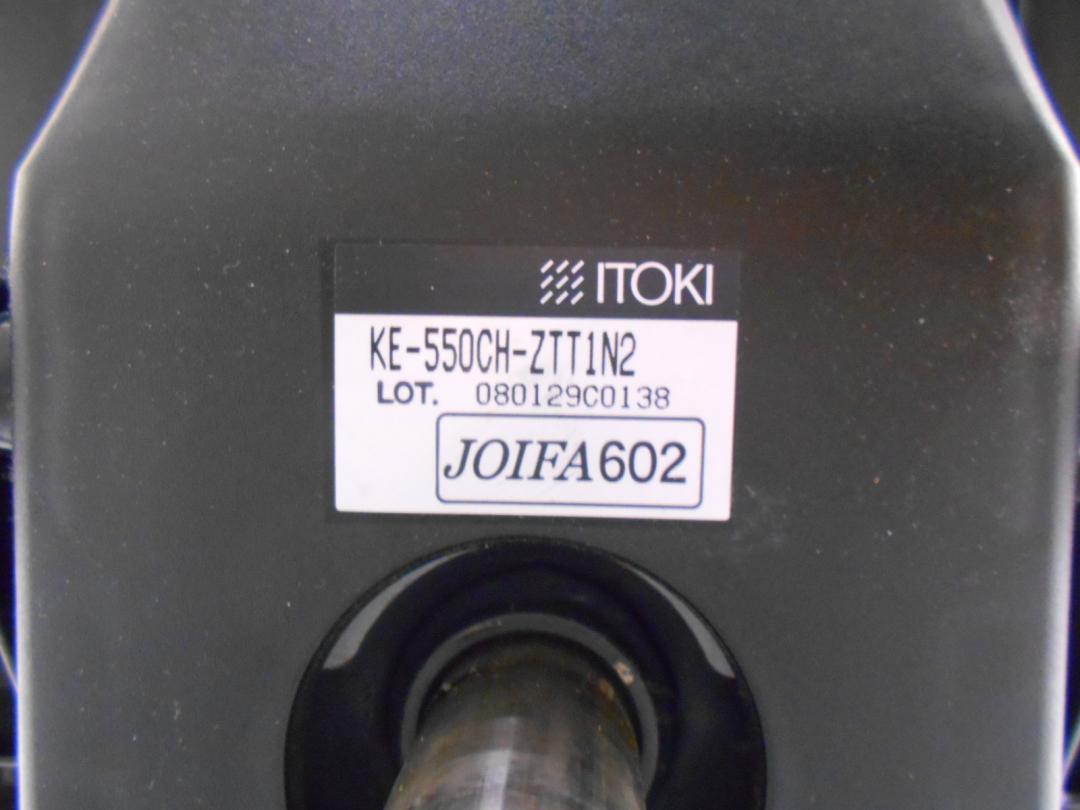 ITOKI
KE-550CH-ZTT1N2
LOT. 080129C0138
JOIFA602